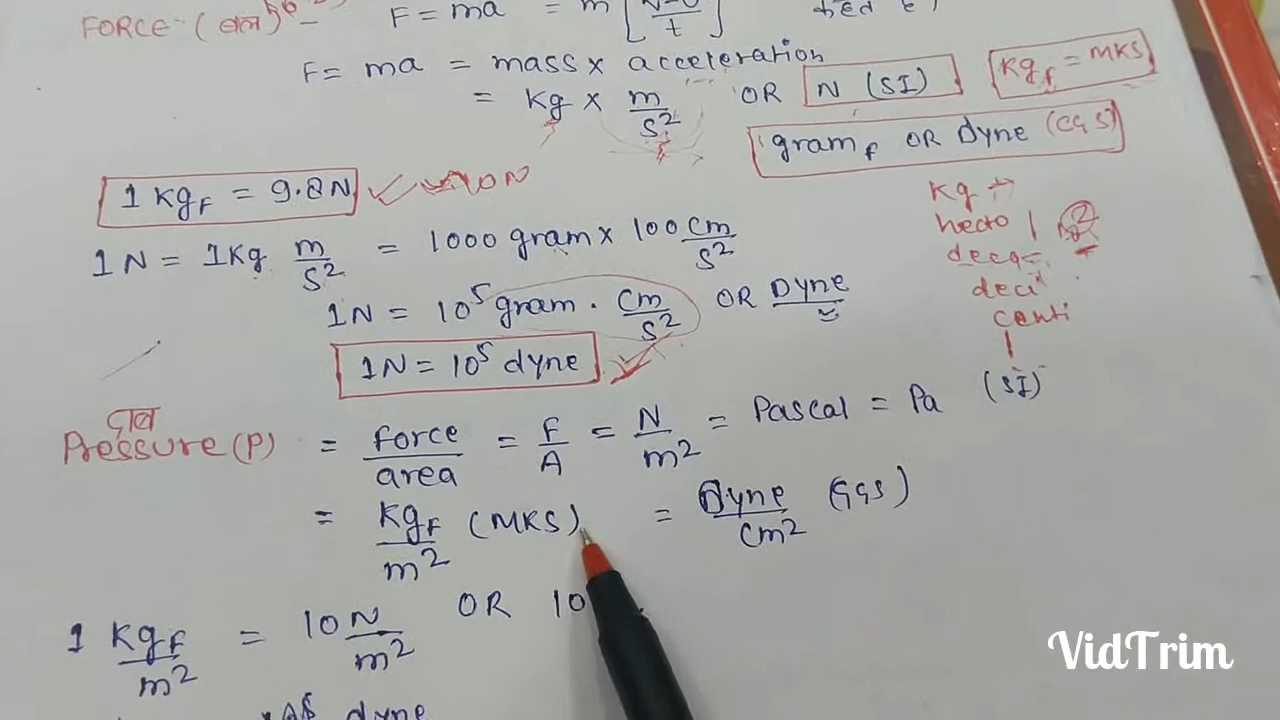 FORCE - (बल) - F = ma = m [V-U/t]
F = ma = mass x acceleration
= kg x m/s² OR N (SI) kgf = MKS
gramf OR Dyne (CGS)
1 kgF = 9.8N 10N
1N = 1kg m/s² = 1000 gram x 100 cm/s²
1N = 10⁵ gram . cm/s² OR Dyne
1N = 10⁵ dyne
kg
hecto
deca
deci
centi
दाब
Pressure (P) = force/area = F/A = N/m² = Pascal = Pa (SI)
= kgF/m² (MKS) = Dyne/cm² (CGS)
1 kgF/m² = 10 N/m² OR 10
dyne
VidTrim